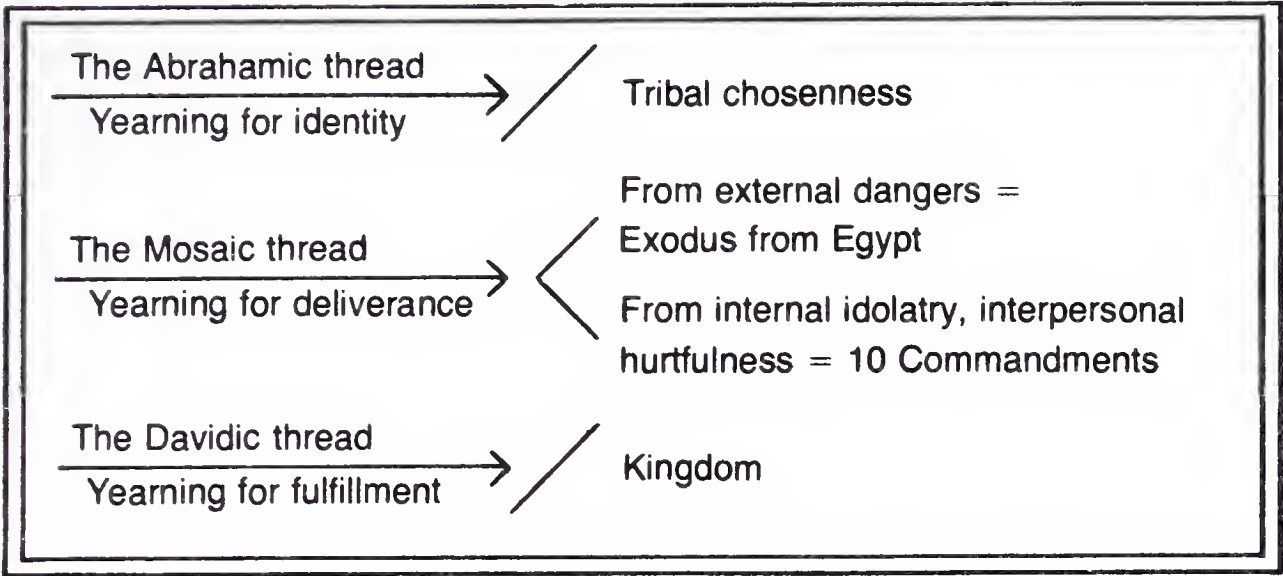 The Abrahamic thread
Yearning for identity
Tribal chosenness
The Mosaic thread
Yearning for deliverance
From external dangers =
Exodus from Egypt
From internal idolatry, interpersonal
hurtfulness = 10 Commandments
The Davidic thread
Yearning for fulfillment
Kingdom